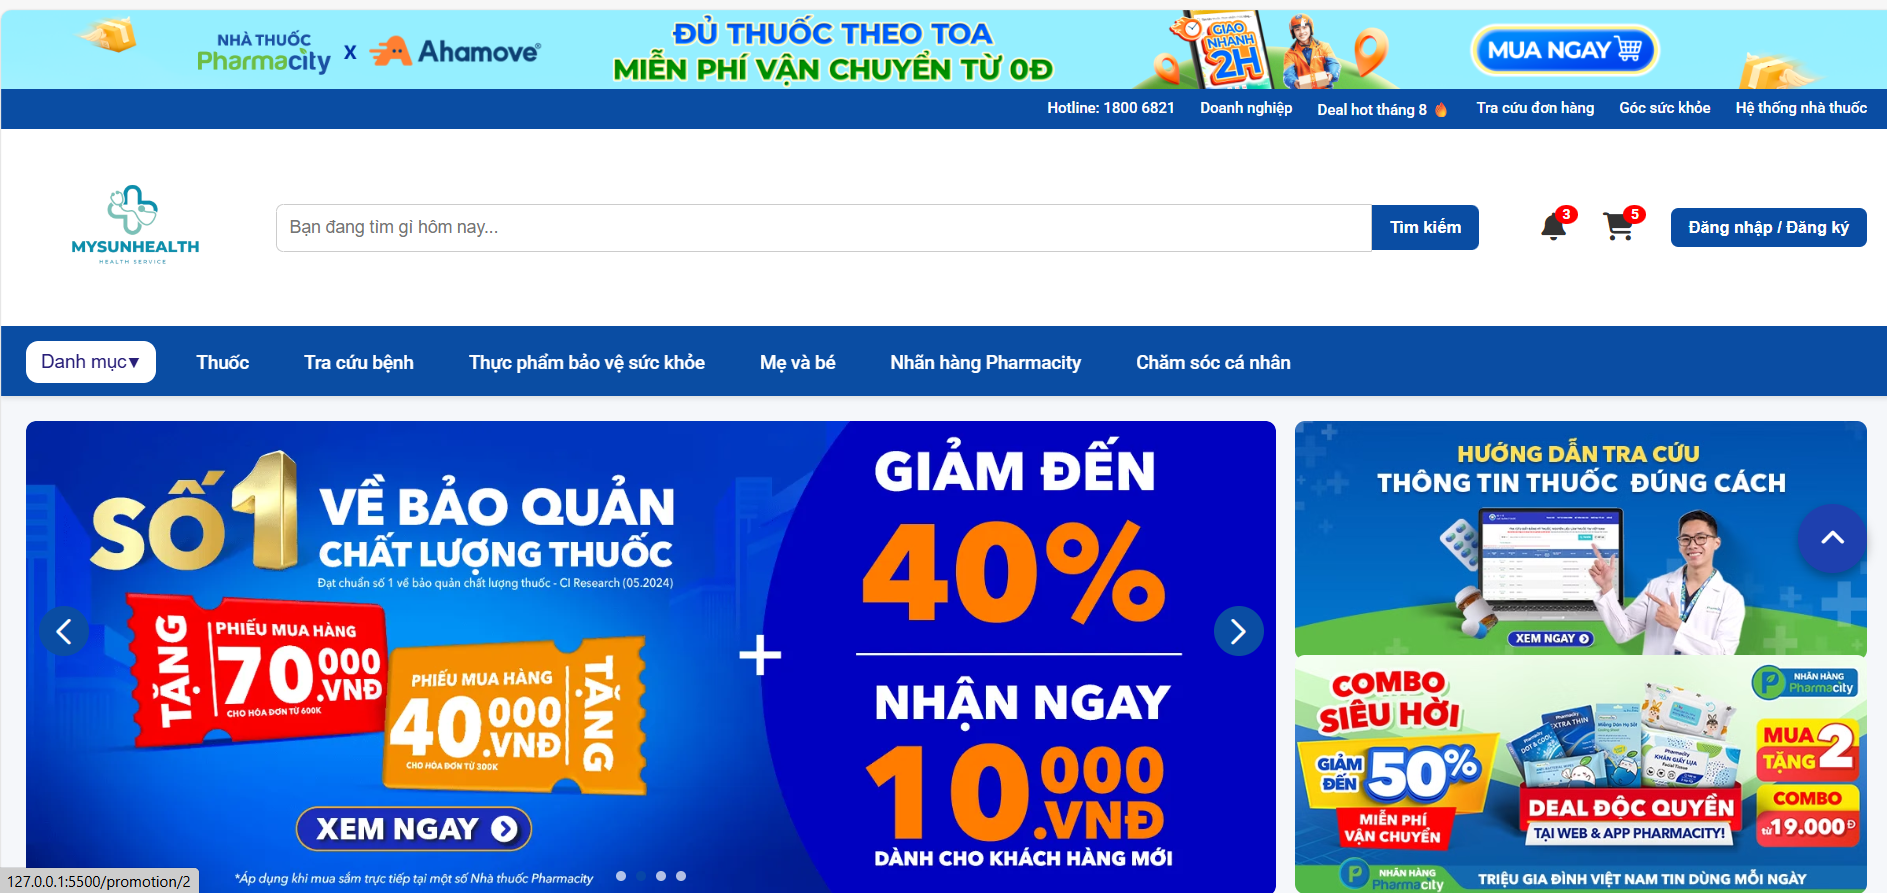 NHÀ THUỐC
Pharmacity
X
Ahamove
ĐỦ THUỐC THEO TOA
MIỄN PHÍ VẬN CHUYỂN TỪ 0Đ
GIAO
NHANH
2H
MUA NGAY
Hotline: 1800 6821
Doanh nghiệp
Deal hot tháng 8 🔥
Tra cứu đơn hàng
Góc sức khỏe
Hệ thống nhà thuốc
MYSUNHEALTH
HEALTH SERVICE
Bạn đang tìm gì hôm nay...
Tìm kiếm
3
5
Đăng nhập / Đăng ký
Danh mục▼
Thuốc
Tra cứu bệnh
Thực phẩm bảo vệ sức khỏe
Mẹ và bé
Nhãn hàng Pharmacity
Chăm sóc cá nhân
SỐ 1
VỀ BẢO QUẢN
CHẤT LƯỢNG THUỐC
Đạt chuẩn số 1 về bảo quản chất lượng thuốc - CI Research (05.2024)
TẶNG
PHIẾU MUA HÀNG
70.000 VNĐ
CHO HÓA ĐƠN TỪ 600K
PHIẾU MUA HÀNG
40.000 VNĐ
CHO HÓA ĐƠN TỪ 300K
TẶNG
XEM NGAY
*Áp dụng khi mua sắm trực tiếp tại một số Nhà thuốc Pharmacity
+
GIẢM ĐẾN
40%
NHẬN NGAY
10.000 VNĐ
DÀNH CHO KHÁCH HÀNG MỚI
HƯỚNG DẪN TRA CỨU
THÔNG TIN THUỐC ĐÚNG CÁCH
XEM NGAY
COMBO
SIÊU HỜI
GIẢM
ĐẾN
50%
MIỄN PHÍ
VẬN CHUYỂN
NHÃN HÀNG
Pharmacity
EXTRA THIN
DOT & COOL
KHĂN GIẤY LỤA
Facial Tissue
MUA 2
TẶNG
COMBO
từ 19.000Đ
DEAL ĐỘC QUYỀN
TẠI WEB & APP PHARMACITY!
NHÃN HÀNG
Pharmacity
TRIỆU GIA ĐÌNH VIỆT NAM TIN DÙNG MỖI NGÀY
127.0.0.1:5500/promotion/2